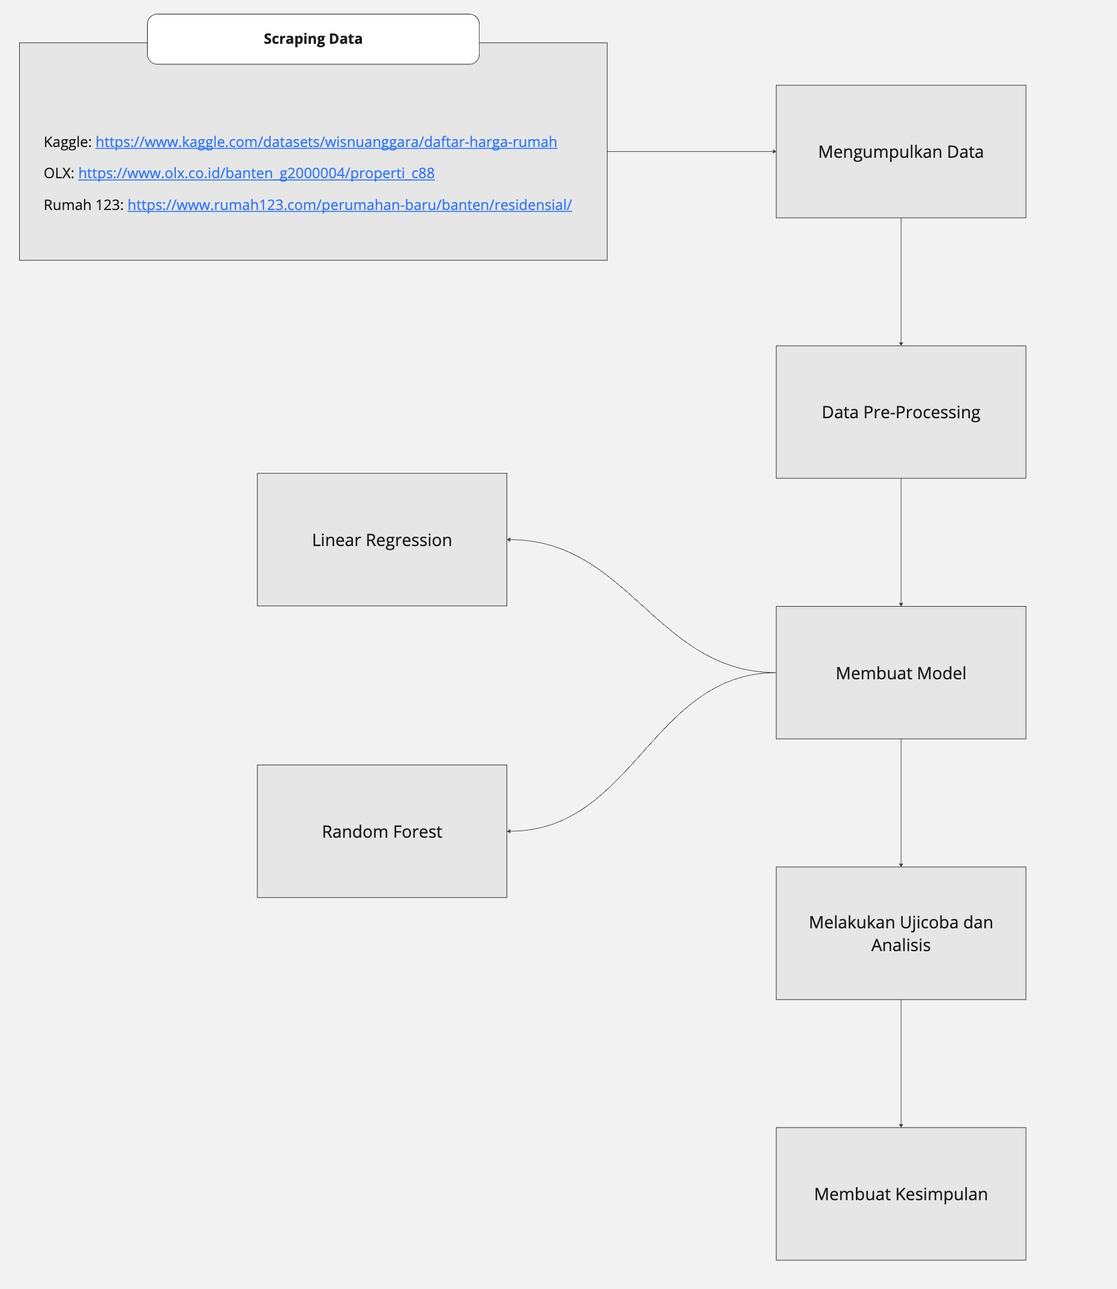 Scraping Data
Kaggle: https://www.kaggle.com/datasets/wisnuanggara/daftar-harga-rumah
OLX: https://www.olx.co.id/banten_g2000004/properti_c88
Rumah 123: https://www.rumah123.com/perumahan-baru/banten/residensial/
Mengumpulkan Data
Data Pre-Processing
Linear Regression
Membuat Model
Random Forest
Melakukan Ujicoba dan
Analisis
Membuat Kesimpulan